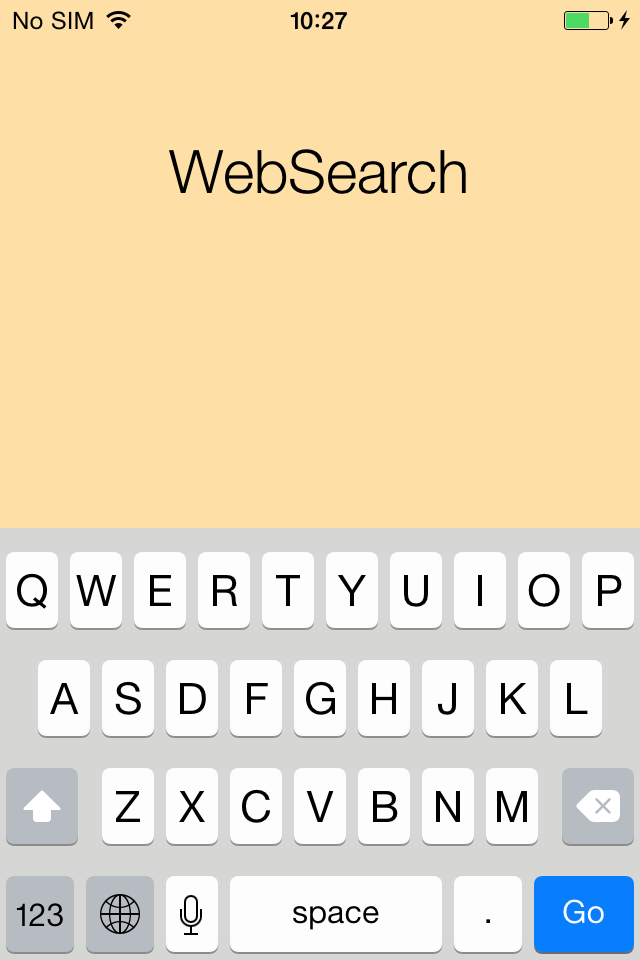 No SIM 10:27
WebSearch
Q W E R T Y U I O P
A S D F G H J K L
Z X C V B N M
123 space . Go